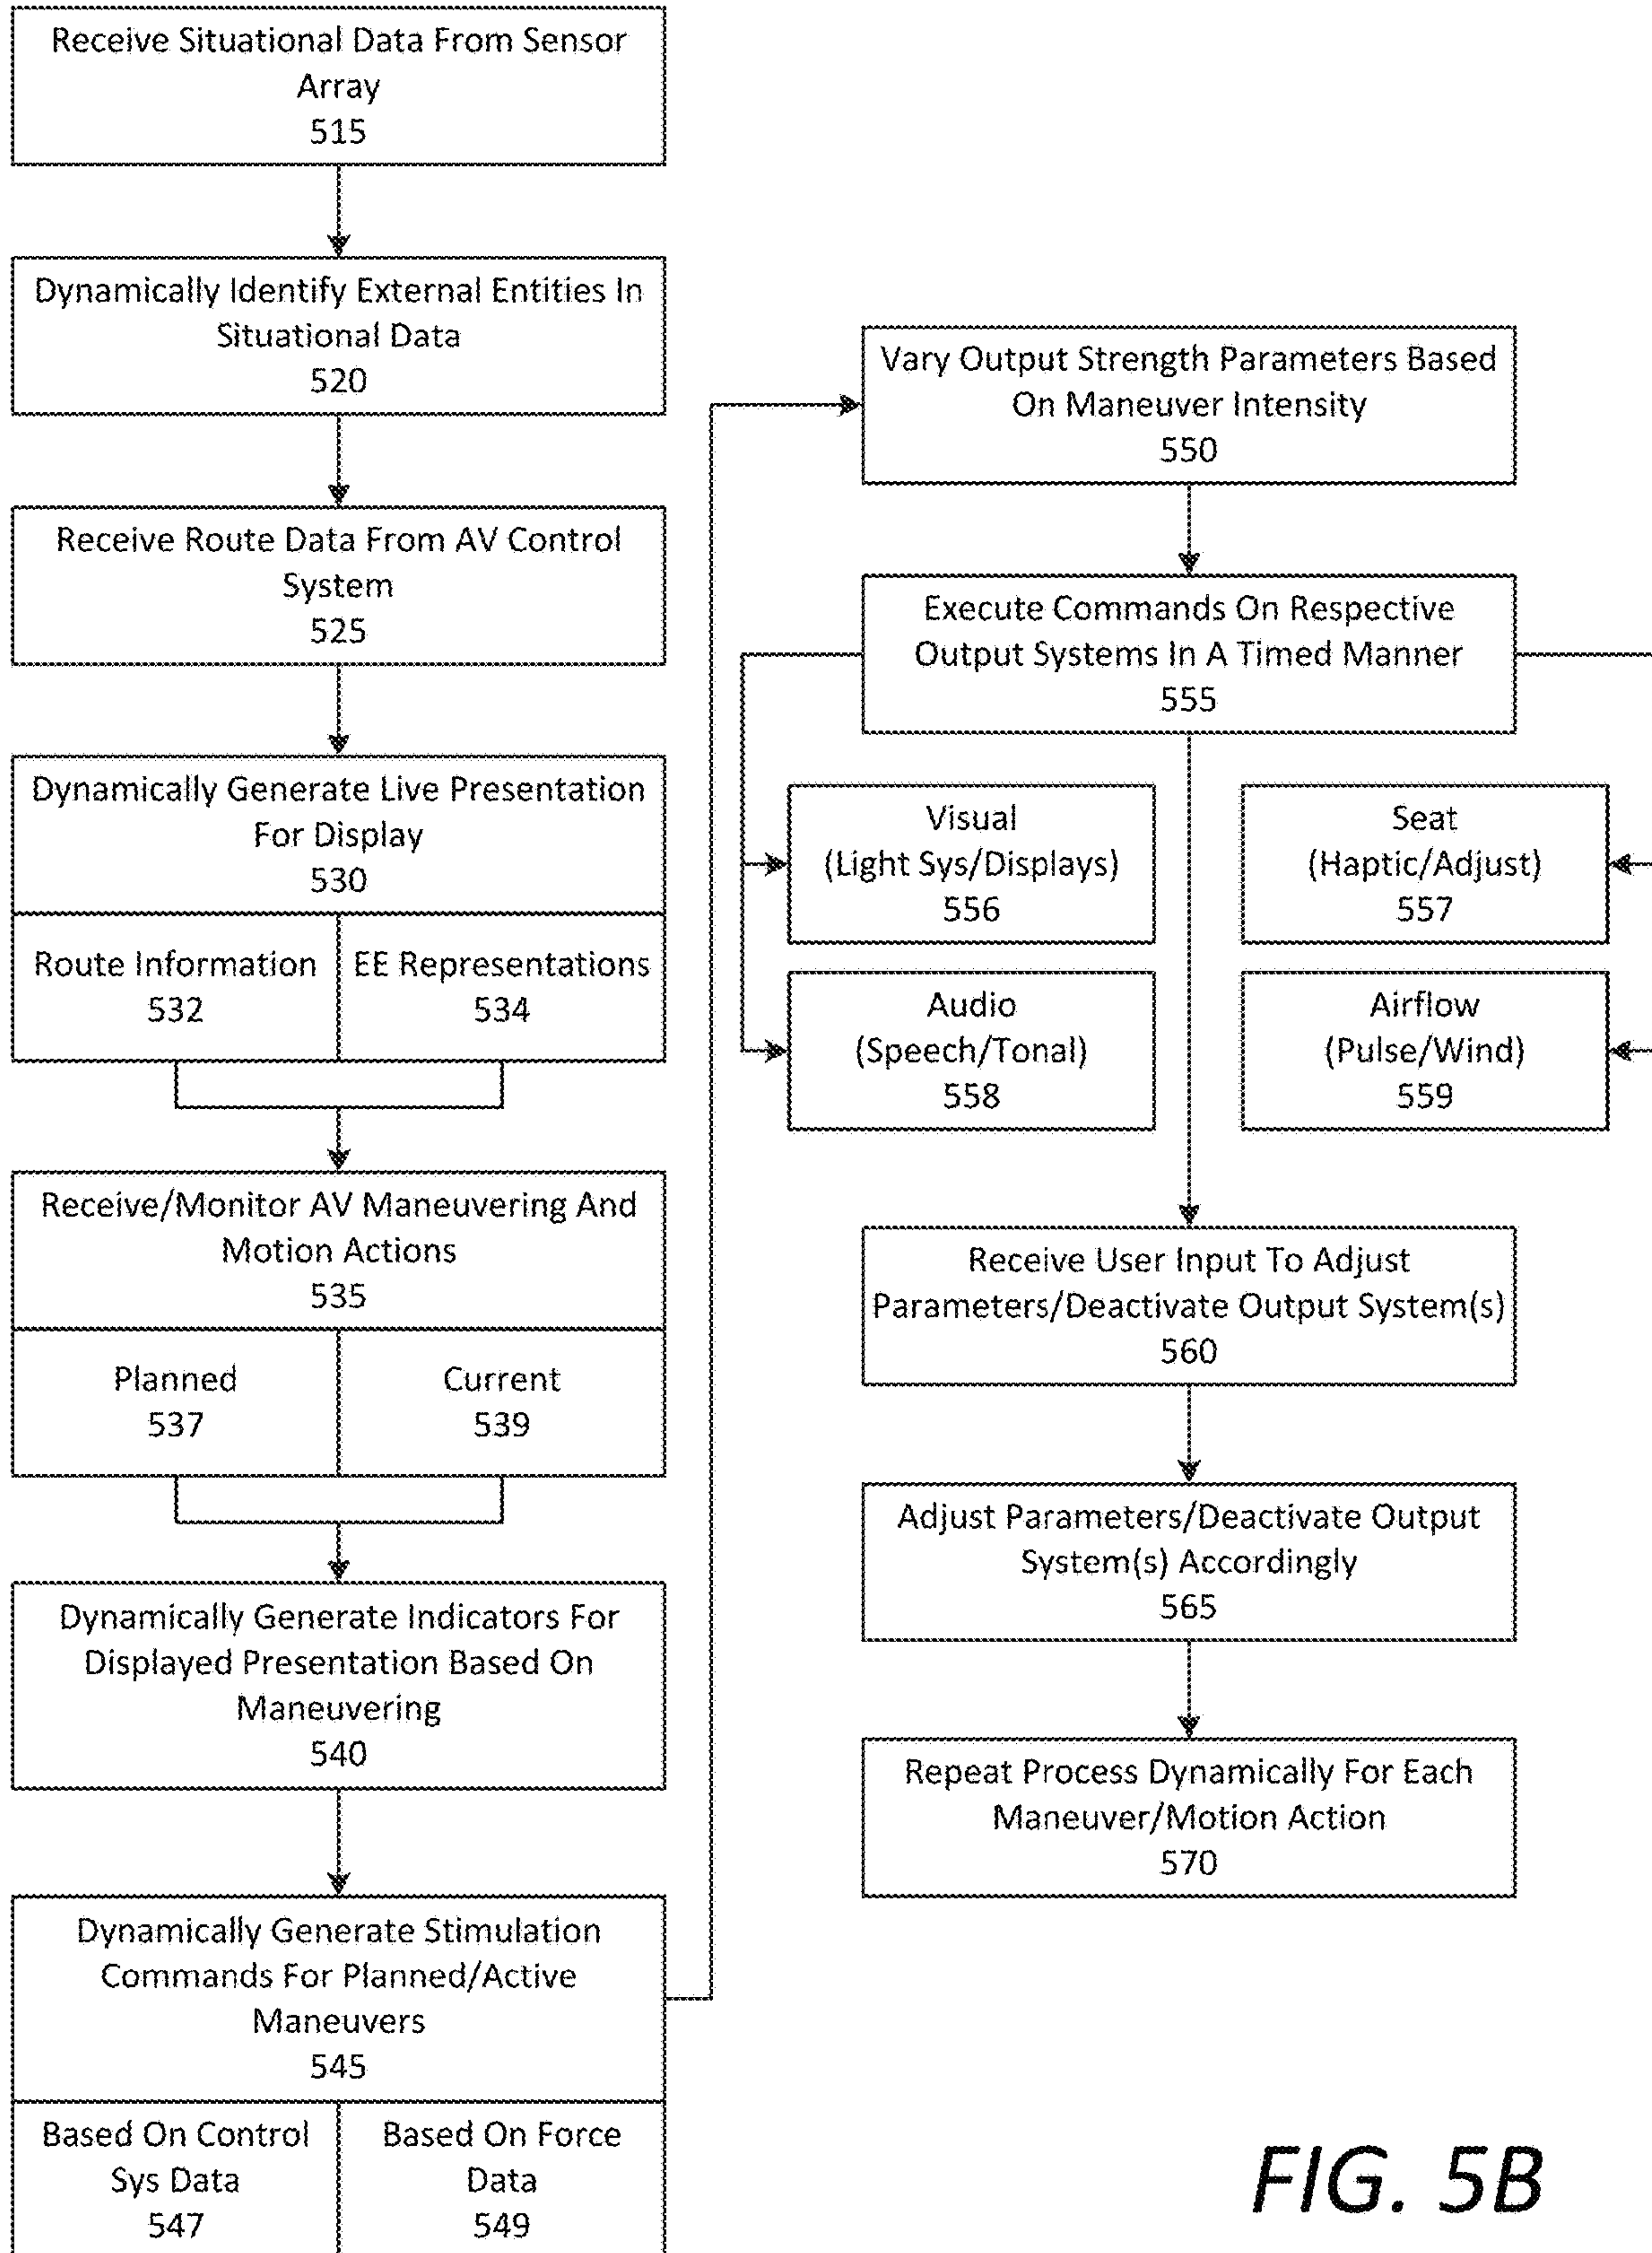 Receive Situational Data From Sensor
Array
515
Dynamically Identify External Entities In
Situational Data
520
Receive Route Data From AV Control
System
525
Dynamically Generate Live Presentation
For Display
530
Route Information
532
EE Representations
534
Receive/Monitor AV Maneuvering And
Motion Actions
535
Planned
537
Current
539
Dynamically Generate Indicators For
Displayed Presentation Based On
Maneuvering
540
Dynamically Generate Stimulation
Commands For Planned/Active
Maneuvers
545
Based On Control
Sys Data
547
Based On Force
Data
549
Vary Output Strength Parameters Based
On Maneuver Intensity
550
Execute Commands On Respective
Output Systems In A Timed Manner
555
Visual
(Light Sys/Displays)
556
Seat
(Haptic/Adjust)
557
Audio
(Speech/Tonal)
558
Airflow
(Pulse/Wind)
559
Receive User Input To Adjust
Parameters/Deactivate Output System(s)
560
Adjust Parameters/Deactivate Output
System(s) Accordingly
565
Repeat Process Dynamically For Each
Maneuver/Motion Action
570
FIG. 5B